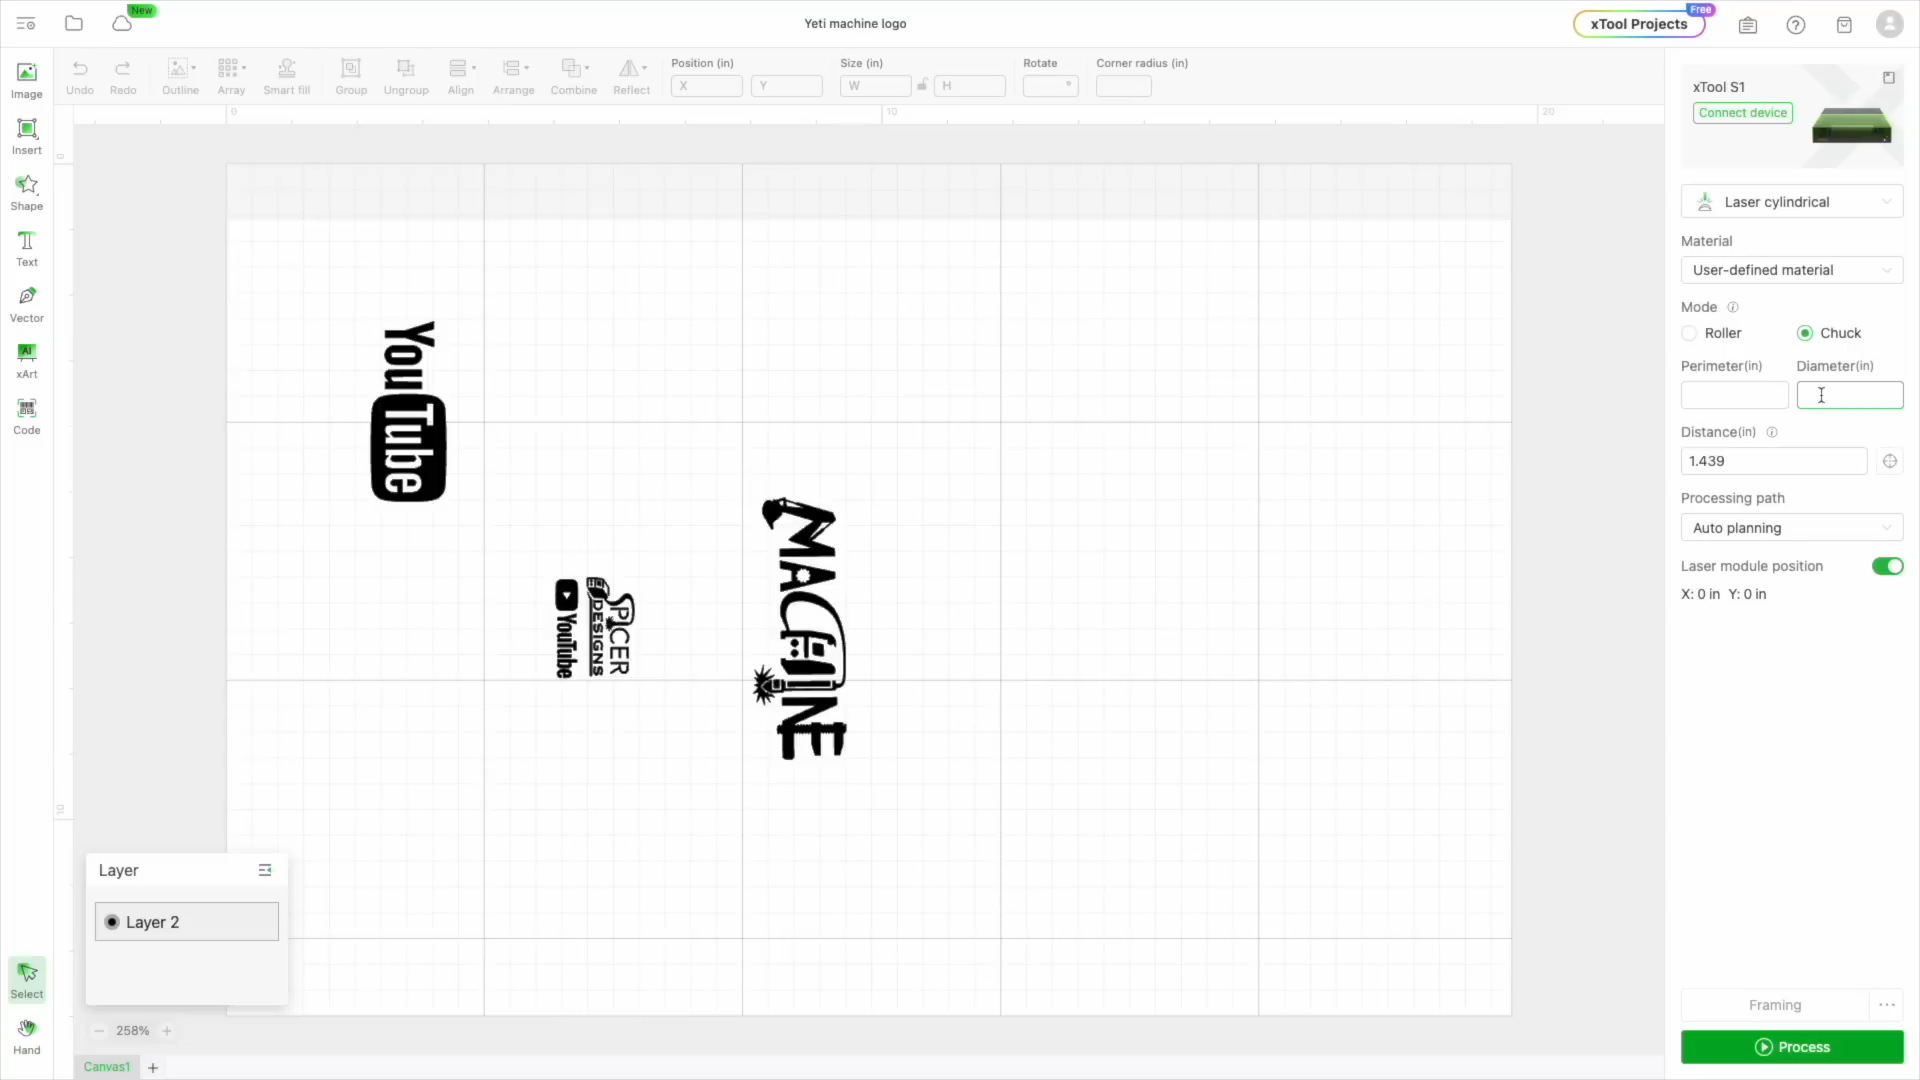 New
Yeti machine logo
xTool Projects
Free
Undo
Redo
Outline
Array
Smart fill
Group
Ungroup
Align
Arrange
Combine
Reflect
Position (in)
X
Y
Size (in)
W
H
Rotate
°
Corner radius (in)
Image
Insert
Shape
Text
Vector
AI
xArt
Code
Select
Hand
0
10
20
0
10
YouTube
YouTube
SPICER
DESIGNS
MACHINE
Layer
Layer 2
258%
Canvas1
xTool S1
Connect device
Laser cylindrical
Material
User-defined material
Mode
Roller
Chuck
Perimeter(in)
Diameter(in)
Distance(in)
1.439
Processing path
Auto planning
Laser module position
X: 0 in Y: 0 in
Framing
Process